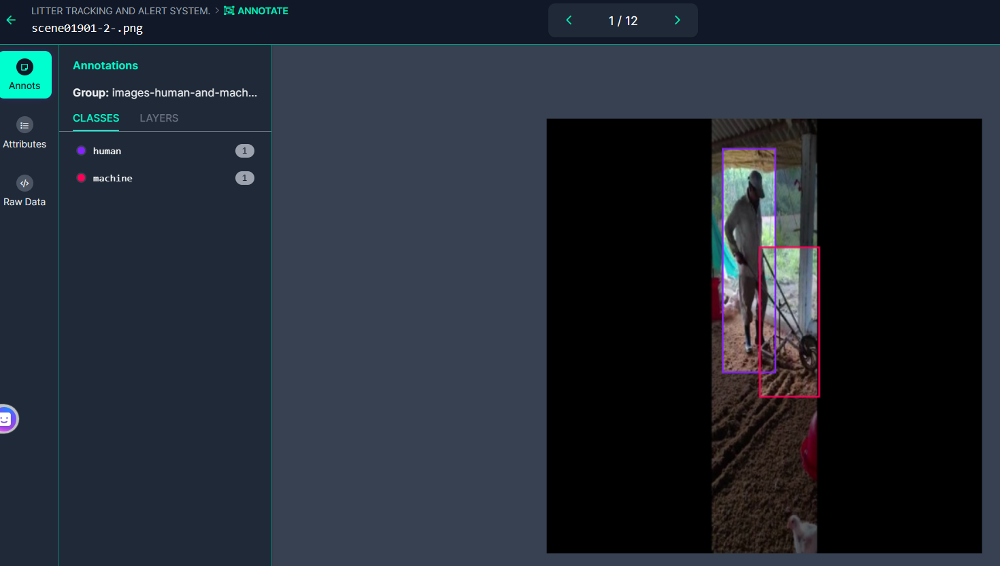 LITTER TRACKING AND ALERT SYSTEM. > ANNOTATE
scene01901-2-.png
1 / 12
Annots
Attributes
Raw Data
Annotations
Group: images-human-and-mach...
CLASSES LAYERS
human 1
machine 1